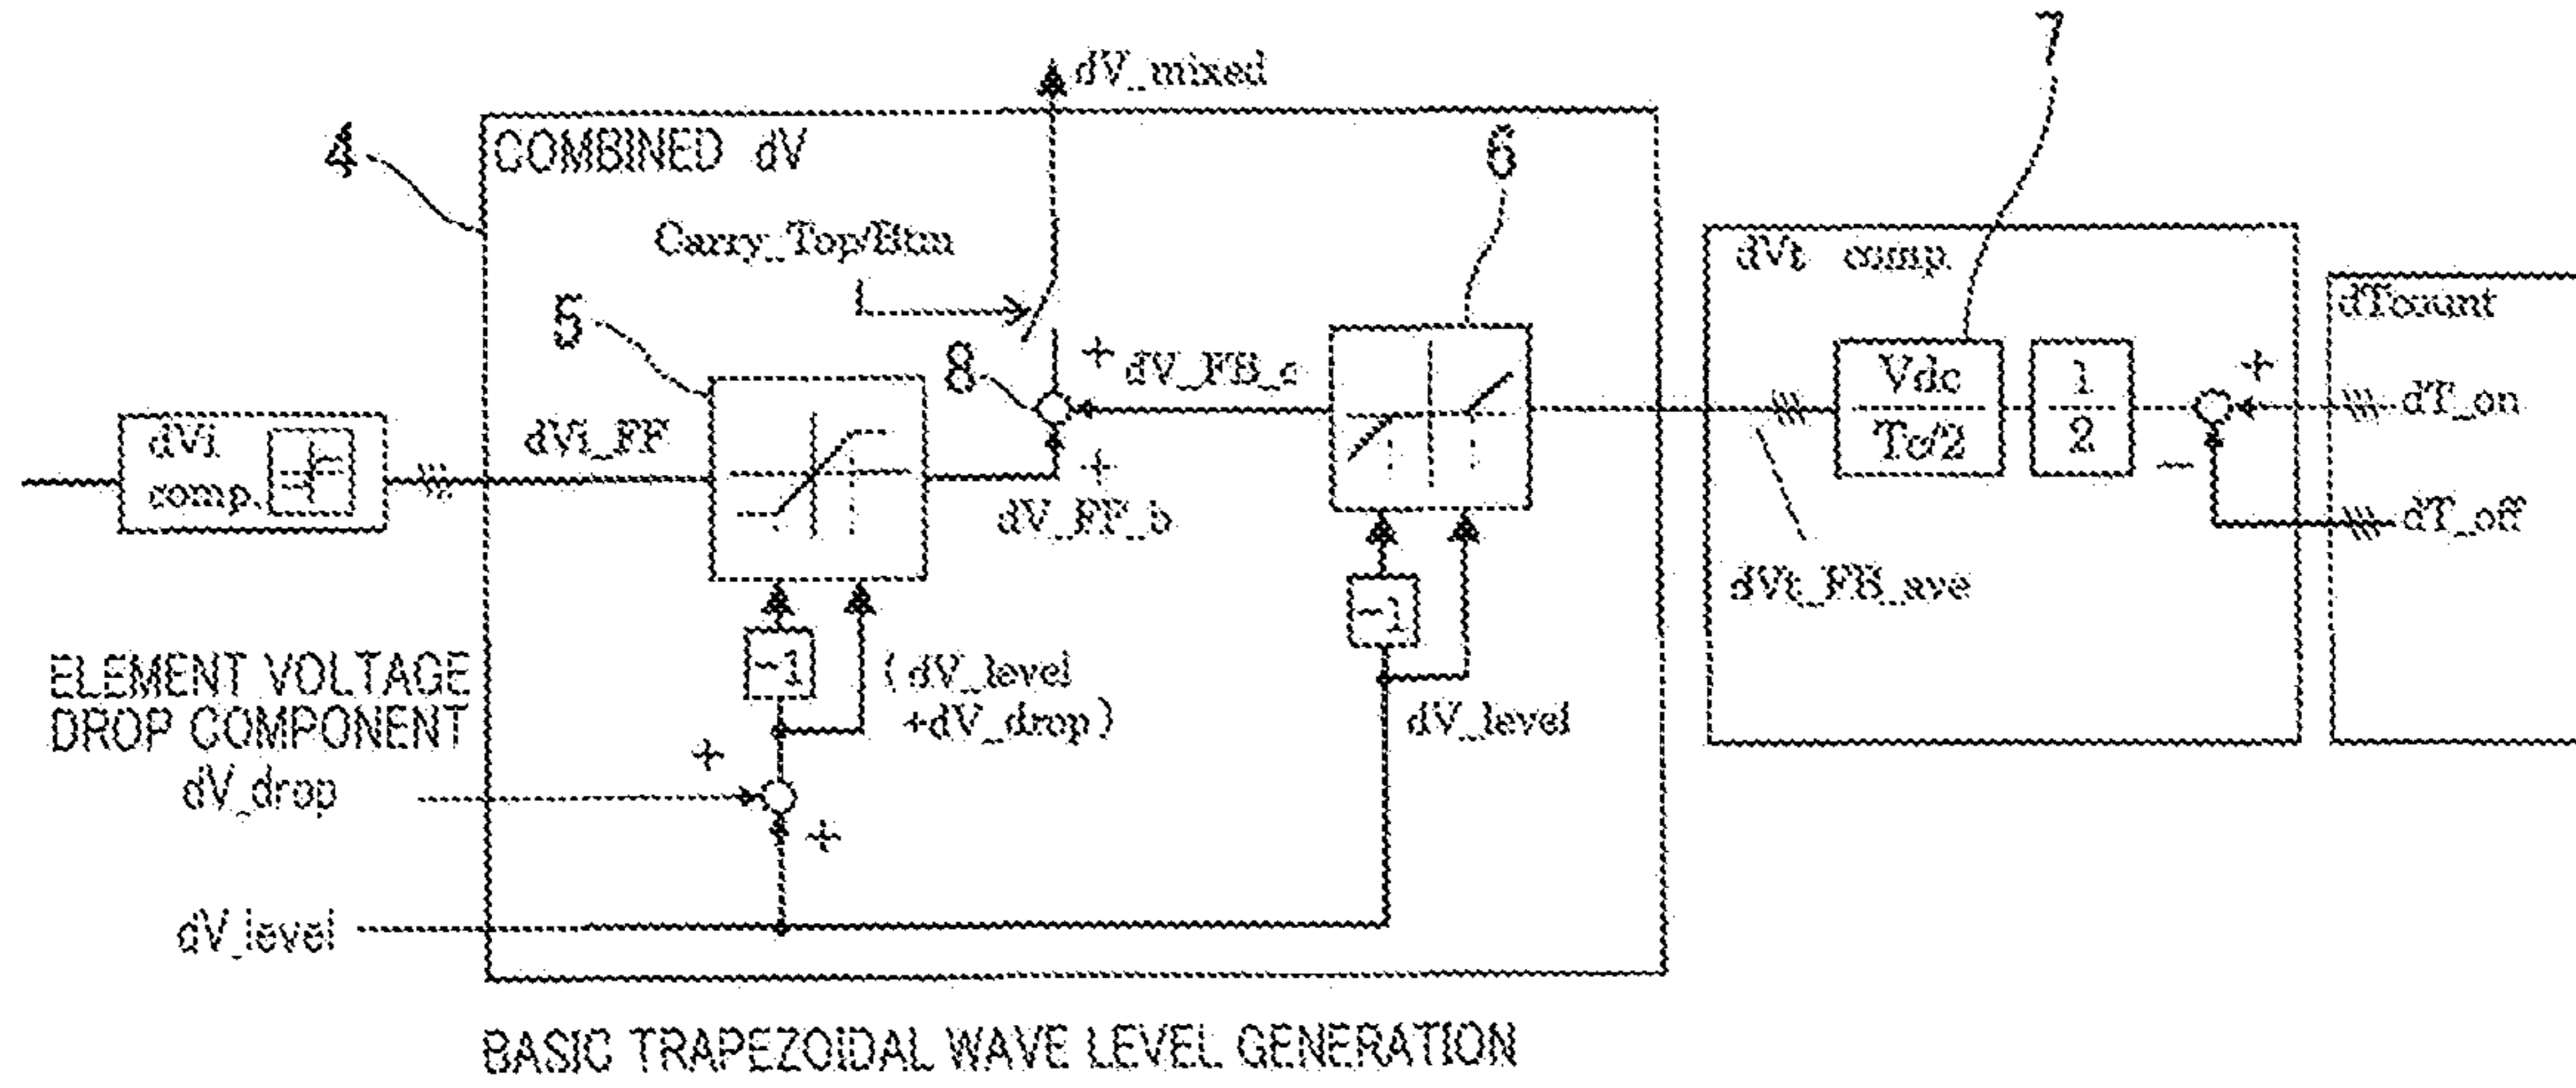 7
dV_mixed
4
COMBINED dV
6
Carry_Top/Btm
dVt comp.
5
dTcount
8
+
dV_FB_c
Vdc
Tc/2
1
2
+
dT_on
dVi
comp.
dVi_FF
+
dV_FF_b
−
dT_off
dVt_FB_ave
−1
−1
ELEMENT VOLTAGE
DROP COMPONENT
dV_drop
(dV_level
+dV_drop)
dV_level
+
+
dV_level
BASIC TRAPEZOIDAL WAVE LEVEL GENERATION